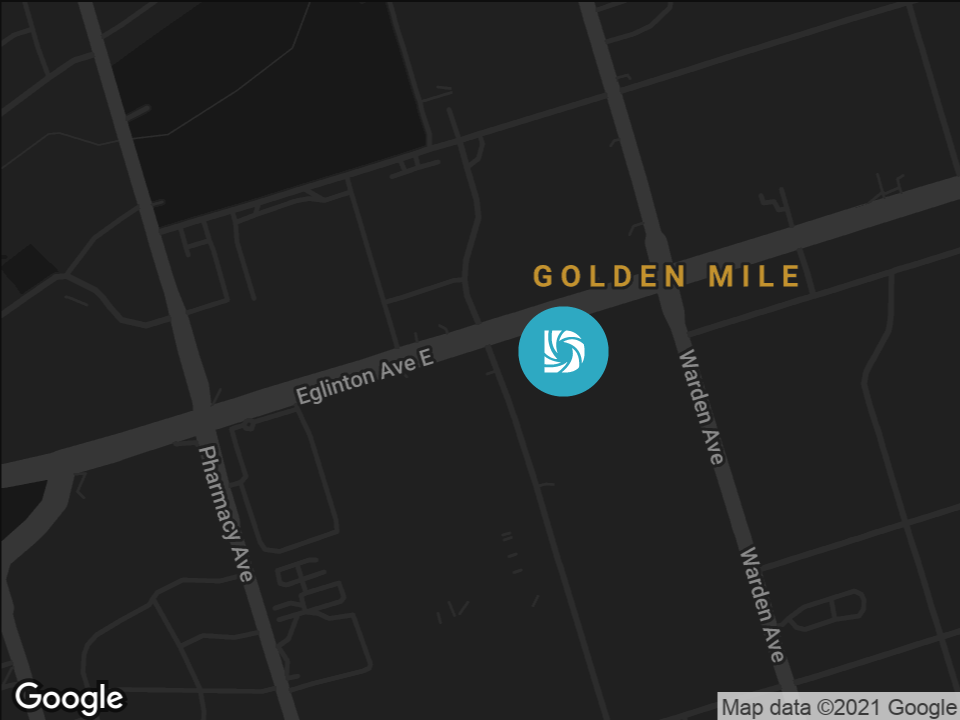 GOLDEN MILE
Eglinton Ave E
Warden Ave
Pharmacy Ave
Warden Ave
Google
Map data ©2021 Google